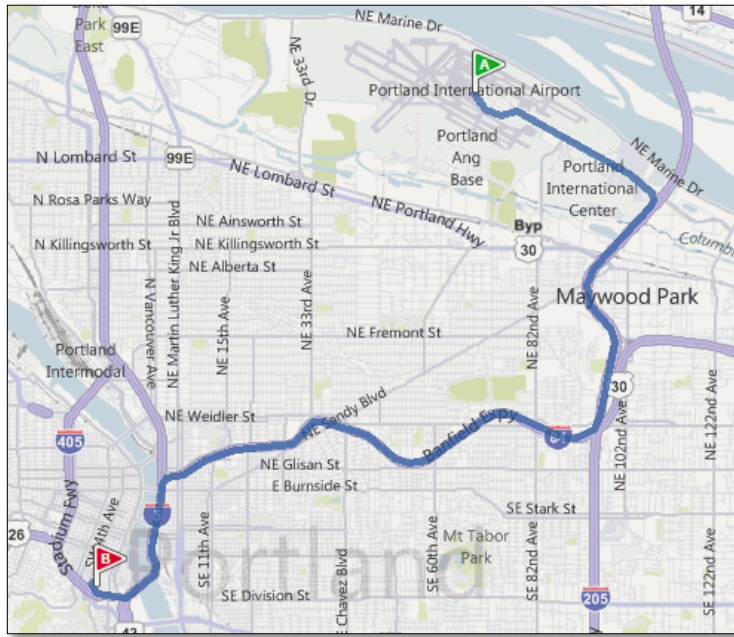 Delta
Park
East
99E
NE Marine Dr
14
NE 33rd Dr
A
Portland International Airport
N Lombard St
99E
NE Lombard St
Portland
Ang
Base
NE Marine Dr
Portland
International
Center
N Rosa Parks Way
NE Ainsworth St
NE Portland Hwy
Byp
30
N Killingsworth St
NE Killingsworth St
NE Alberta St
Columbi
N Vancouver Ave
NE Martin Luther King Jr Blvd
NE 15th Ave
NE 33rd Ave
NE 82nd Ave
Maywood Park
NE Fremont St
Portland
Intermodal
30
NE 122nd Ave
NE 102nd Ave
NE Weidler St
NE Sandy Blvd
Banfield Expy
84
405
NE Glisan St
E Burnside St
SE Stark St
Stadium Fwy
4th Ave
26
SE 11th Ave
Portland
Mt Tabor
Park
B
E Chavez Blvd
SE 60th Ave
SE 82nd Ave
SE 122nd Ave
SE Division St
205
43